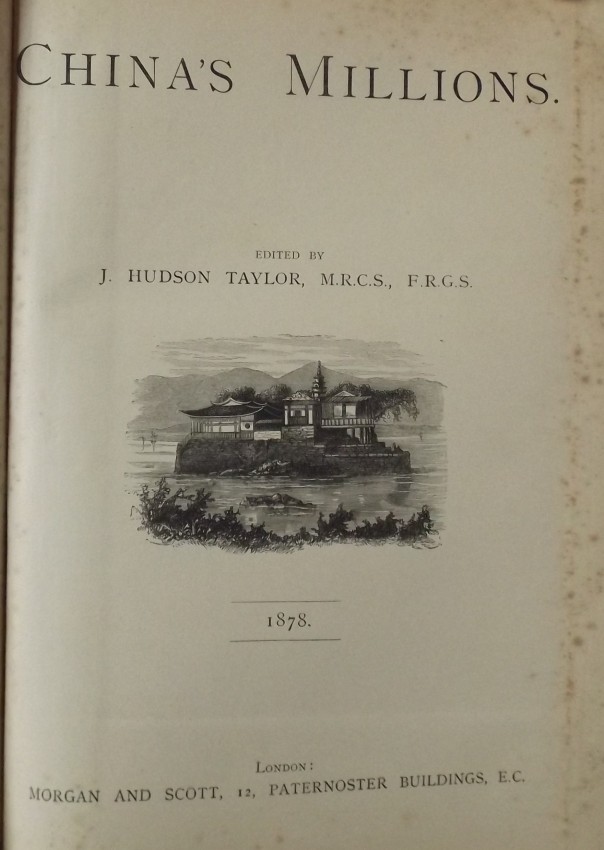 CHINA'S MILLIONS.
EDITED BY
J. HUDSON TAYLOR, M.R.C.S., F.R.G.S.
1878.
LONDON:
MORGAN AND SCOTT, 12, PATERNOSTER BUILDINGS, E.C.